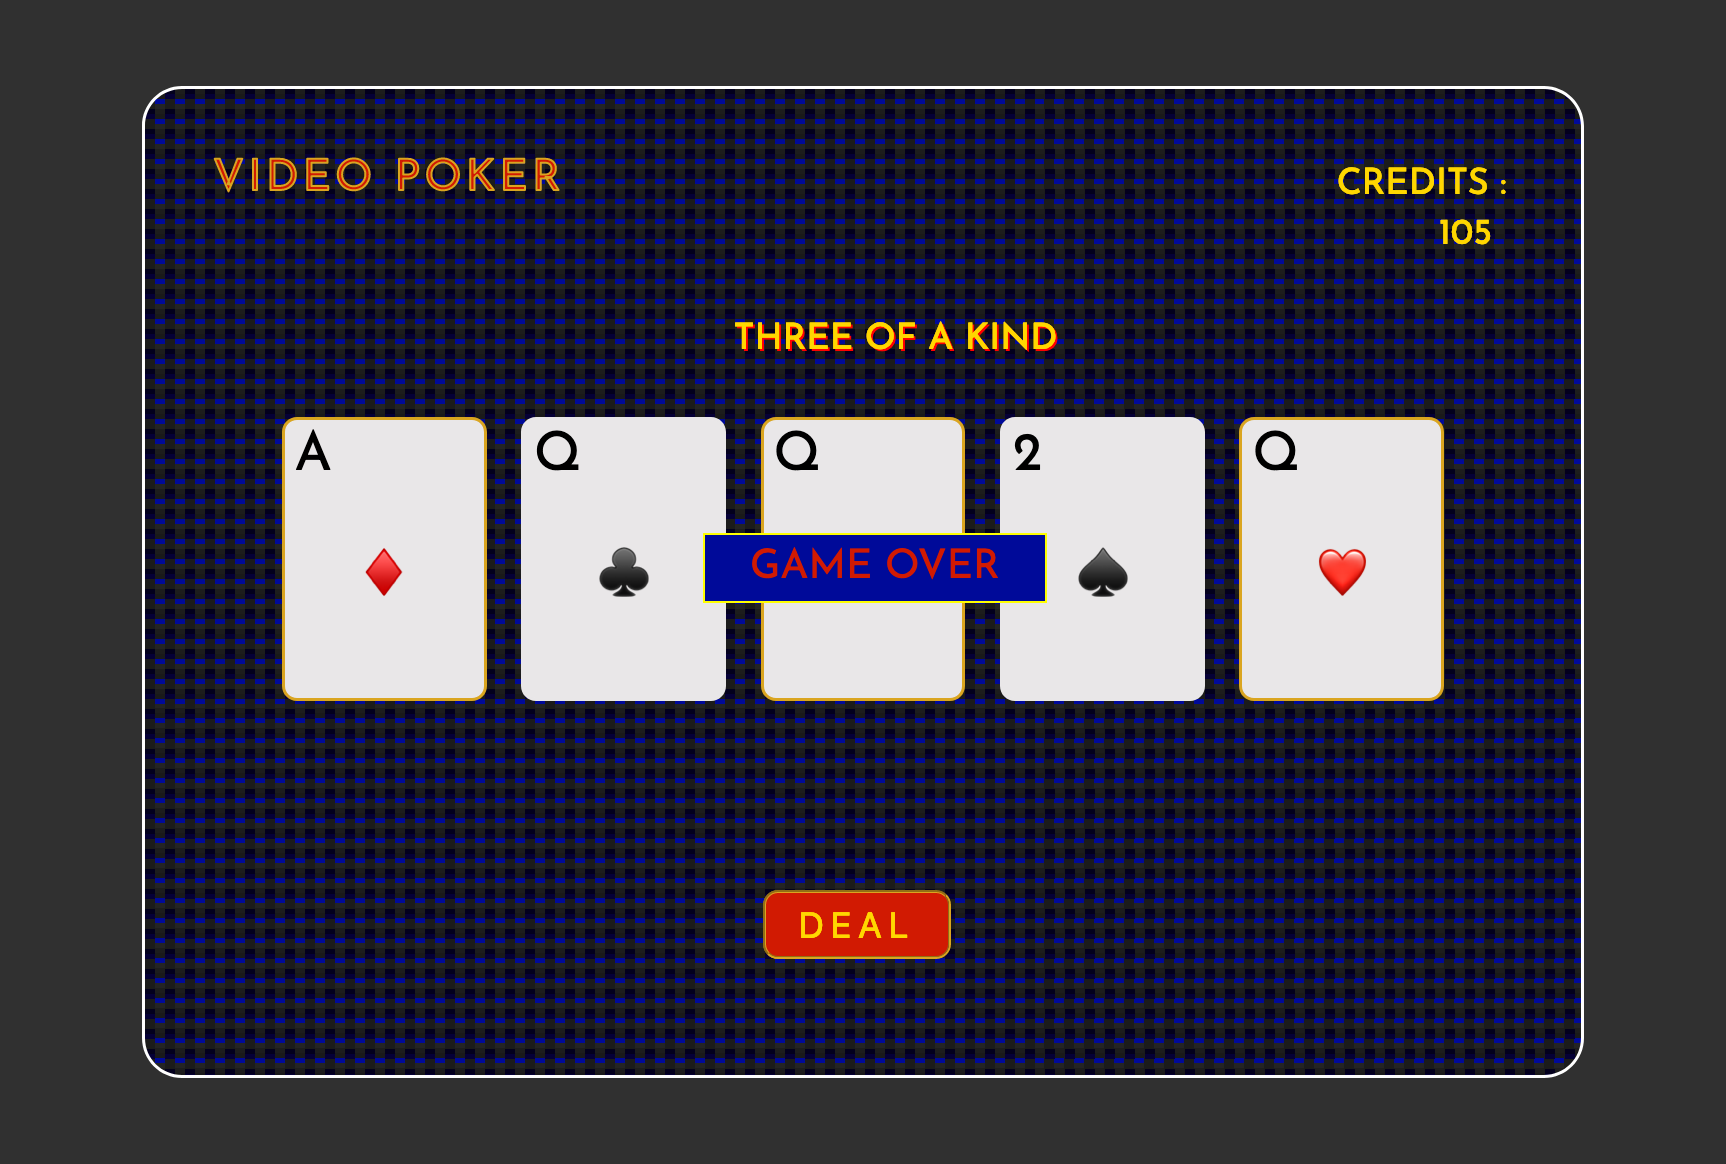 VIDEO POKER
CREDITS :
105
THREE OF A KIND
A Q Q 2 Q
GAME OVER
DEAL